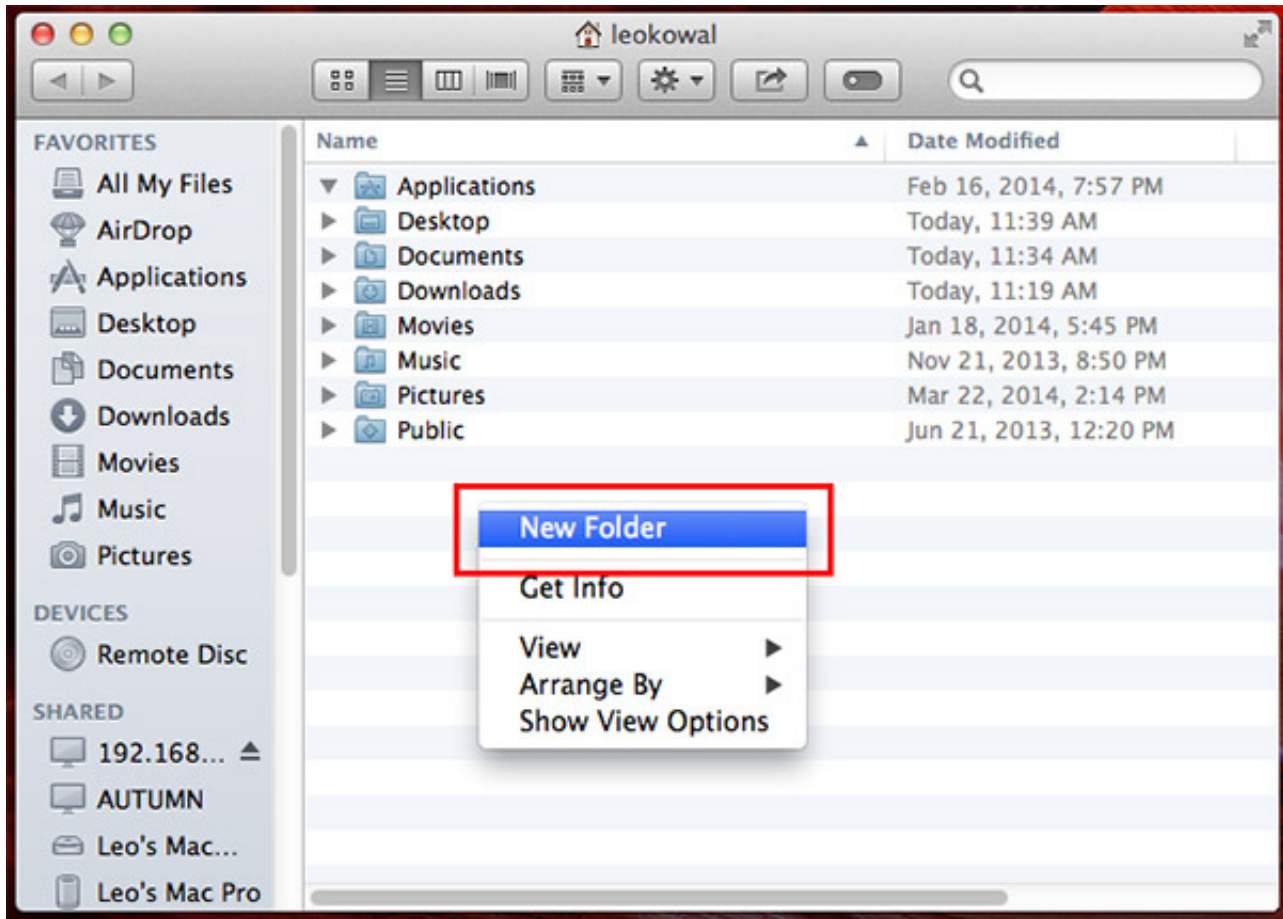 leokowal
FAVORITES
All My Files
AirDrop
Applications
Desktop
Documents
Downloads
Movies
Music
Pictures
DEVICES
Remote Disc
SHARED
192.168...
AUTUMN
Leo's Mac...
Leo's Mac Pro
Name Date Modified
Applications Feb 16, 2014, 7:57 PM
Desktop Today, 11:39 AM
Documents Today, 11:34 AM
Downloads Today, 11:19 AM
Movies Jan 18, 2014, 5:45 PM
Music Nov 21, 2013, 8:50 PM
Pictures Mar 22, 2014, 2:14 PM
Public Jun 21, 2013, 12:20 PM
New Folder
Get Info
View
Arrange By
Show View Options